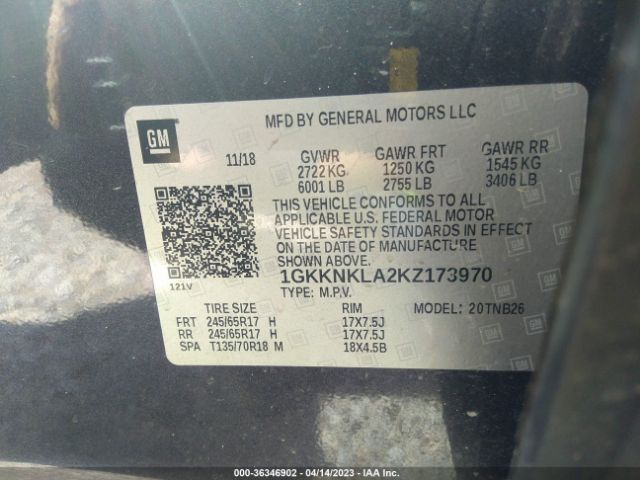 MFD BY GENERAL MOTORS LLC
GM
11/18 GVWR GAWR FRT GAWR RR
2722 KG 1250 KG 1545 KG
6001 LB 2755 LB 3406 LB
THIS VEHICLE CONFORMS TO ALL
APPLICABLE U.S. FEDERAL MOTOR
VEHICLE SAFETY STANDARDS IN EFFECT
ON THE DATE OF MANUFACTURE
SHOWN ABOVE.
121V
1GKKNKLA2KZ173970
TYPE: M.P.V. MODEL: 20TNB26
TIRE SIZE RIM
FRT 245/65R17 H 17X7.5J
RR 245/65R17 H 17X7.5J
SPA T135/70R18 M 18X4.5B
000-36346902 - 04/14/2023 - IAA Inc.